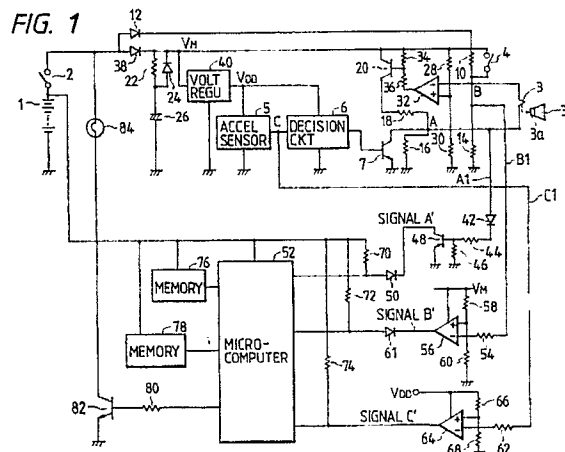 FIG. 1
12
38
VM
2
1
22
24
26
84
40
VOLT
REGU
VDD
5
ACCEL
SENSOR
C
6
DECISION
CKT
7
20
34
36
32
28
10
4
B
3
3a
18
A
16
30
14
B1
A1
C1
42
SIGNAL A'
48
44
46
50
70
72
74
52
MICRO-
COMPUTER
76
MEMORY
78
MEMORY
80
82
SIGNAL B'
61
56
VM
58
54
60
VDD
66
SIGNAL C'
64
62
68